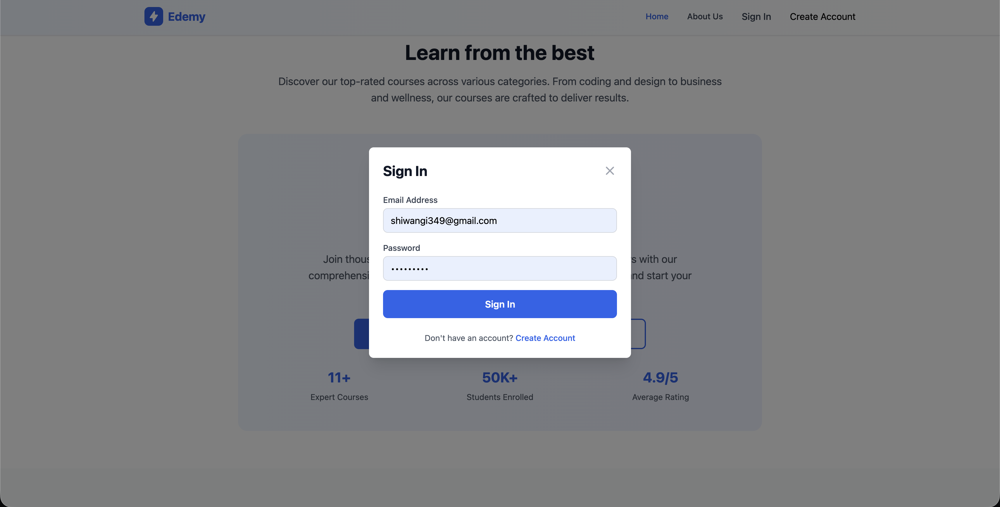 Edemy
Home
About Us
Sign In
Create Account
Learn from the best
Discover our top-rated courses across various categories. From coding and design to business
and wellness, our courses are crafted to deliver results.
Sign In
Email Address
shiwangi349@gmail.com
Password
•••••••••
Sign In
Don't have an account? Create Account
Join
with our
start your
11+
Expert Courses
50K+
Students Enrolled
4.9/5
Average Rating